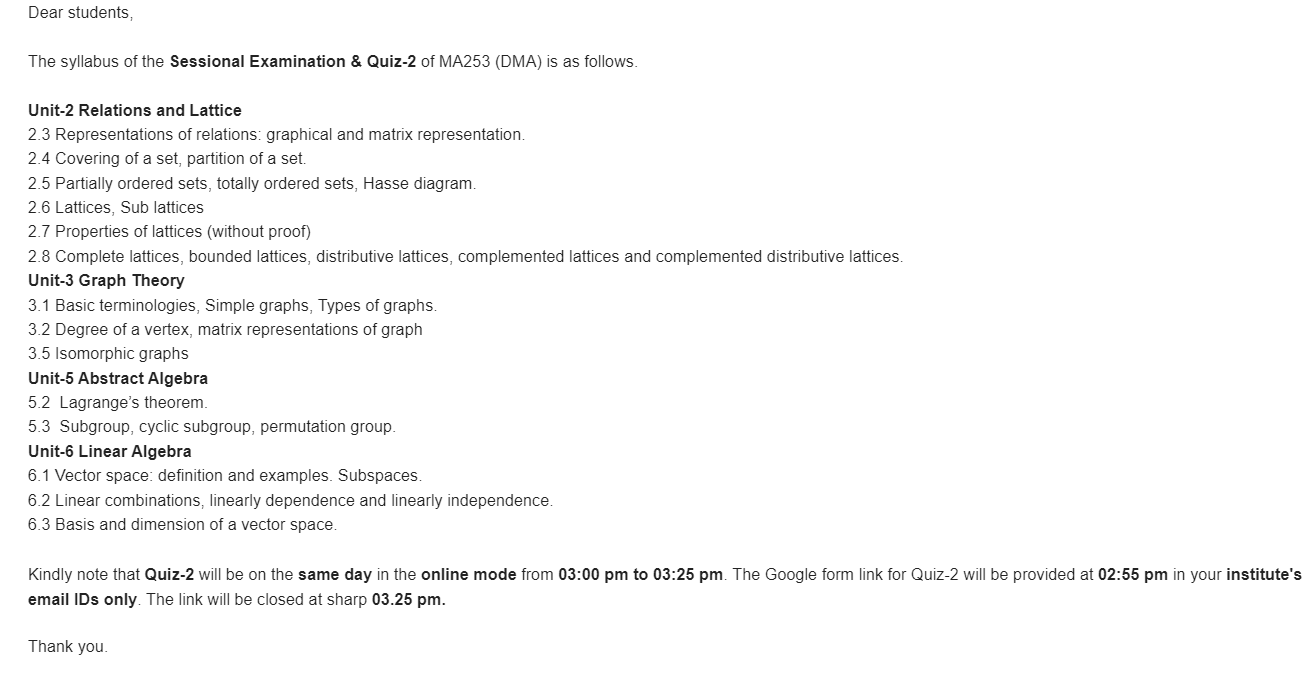 Dear students,
The syllabus of the Sessional Examination & Quiz-2 of MA253 (DMA) is as follows.
Unit-2 Relations and Lattice
2.3 Representations of relations: graphical and matrix representation.
2.4 Covering of a set, partition of a set.
2.5 Partially ordered sets, totally ordered sets, Hasse diagram.
2.6 Lattices, Sub lattices
2.7 Properties of lattices (without proof)
2.8 Complete lattices, bounded lattices, distributive lattices, complemented lattices and complemented distributive lattices.
Unit-3 Graph Theory
3.1 Basic terminologies, Simple graphs, Types of graphs.
3.2 Degree of a vertex, matrix representations of graph
3.5 Isomorphic graphs
Unit-5 Abstract Algebra
5.2 Lagrange's theorem.
5.3 Subgroup, cyclic subgroup, permutation group.
Unit-6 Linear Algebra
6.1 Vector space: definition and examples. Subspaces.
6.2 Linear combinations, linearly dependence and linearly independence.
6.3 Basis and dimension of a vector space.
Kindly note that Quiz-2 will be on the same day in the online mode from 03:00 pm to 03:25 pm. The Google form link for Quiz-2 will be provided at 02:55 pm in your institute's
email IDs only. The link will be closed at sharp 03.25 pm.
Thank you.